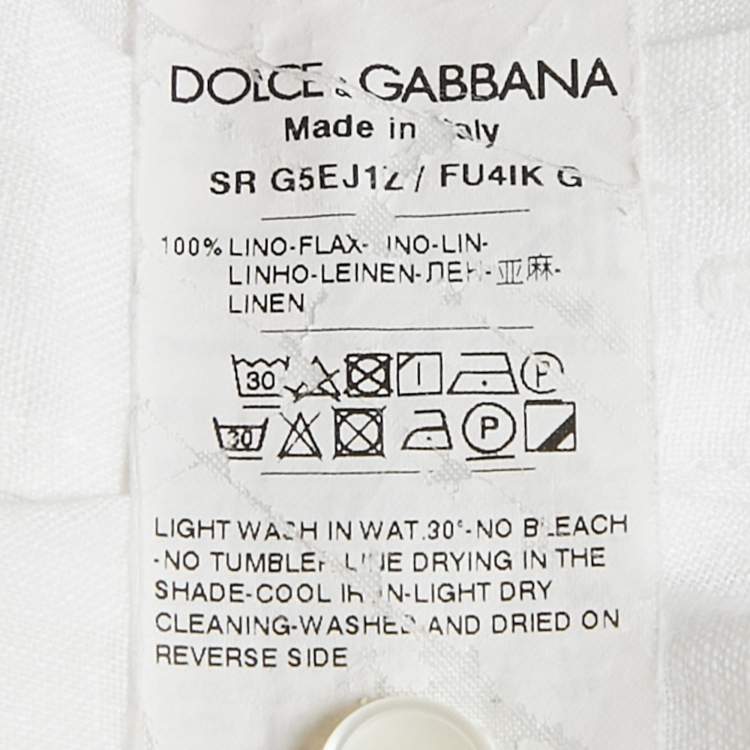 DOLCE & GABBANA
Made in Italy
SR G5EJ1Z / FU4IK G
100% LINO-FLAX- LINO-LIN-
LINHO-LEINEN-ЛЕН-亚麻-
LINEN
30 P
30 P
LIGHT WASH IN WAT.30°-NO BLEACH
-NO TUMBLER LINE DRYING IN THE
SHADE-COOL IRON-LIGHT DRY
CLEANING-WASHED AND DRIED ON
REVERSE SIDE